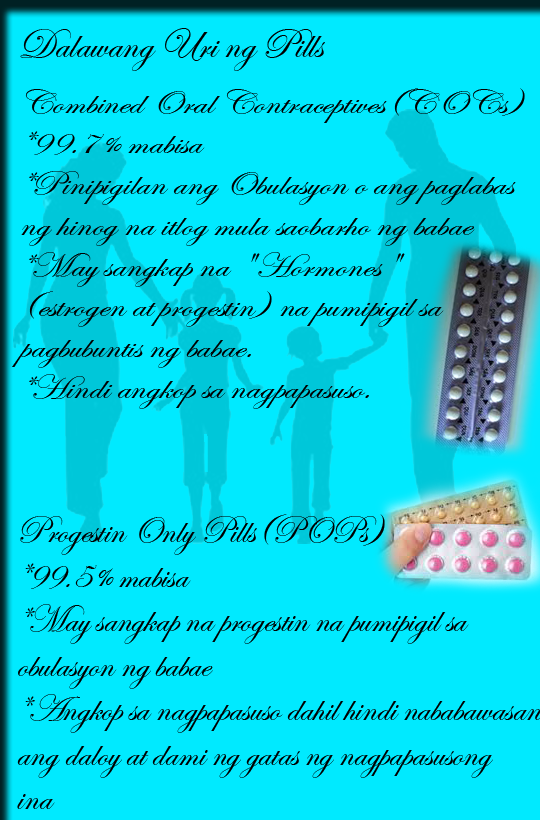 Dalawang Uri ng Pills
Combined Oral Contraceptives (COCs)
*99.7% mabisa
*Pinipigilan ang Obulasyon o ang paglabas
ng hinog na itlog mula saobarho ng babae
*May sangkap na "Hormones"
(estrogen at progestin) na pumipigil sa
pagbubuntis ng babae.
*Hindi angkop sa nagpapasuso.
Progestin Only Pills (POPs)
*99.5% mabisa
*May sangkap na progestin na pumipigil sa
obulasyon ng babae
*Angkop sa nagpapasuso dahil hindi nababawasan
ang daloy at dami ng gatas ng nagpapasusong
ina